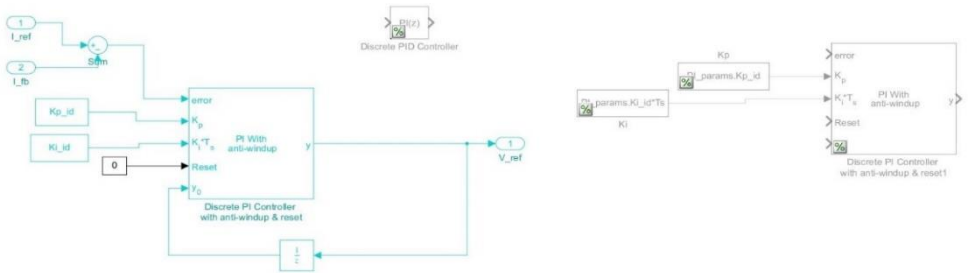 1
I_ref
Sum
2
I_fb
Kp_id
Ki_id
0
error
Kp
Ki*Ts
Reset
y0
PI With
anti-windup
y
Discrete PI Controller
with anti-windup & reset
1
z
1
V_ref
PI(z)
Discrete PID Controller
Kp
PI_params.Kp_id
PI_params.Ki_id*Ts
Ki
error
Kp
Ki*Ts
Reset
PI With
anti-windup
y
Discrete PI Controller
with anti-windup & reset1